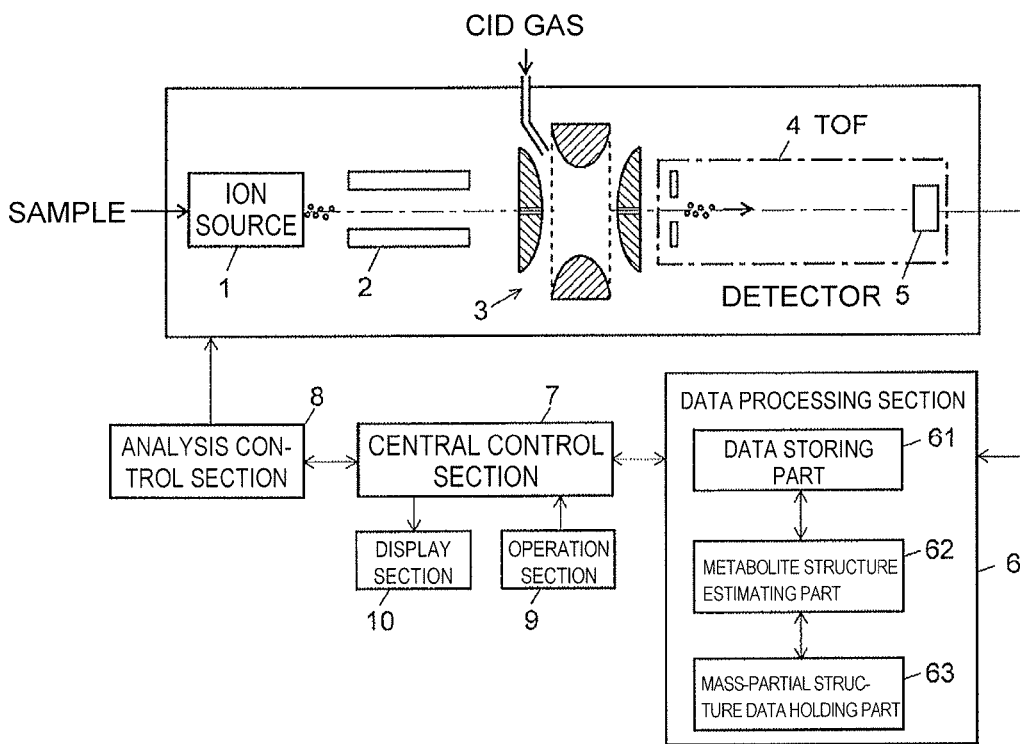 CID GAS
4 TOF
SAMPLE
ION
SOURCE
1
2
3
DETECTOR 5
8
7
DATA PROCESSING SECTION
ANALYSIS CON-
TROL SECTION
CENTRAL CONTROL
SECTION
61
DATA STORING
PART
DISPLAY
SECTION
OPERATION
SECTION
10
9
62
METABOLITE STRUCTURE
ESTIMATING PART
6
63
MASS-PARTIAL STRUC-
TURE DATA HOLDING PART